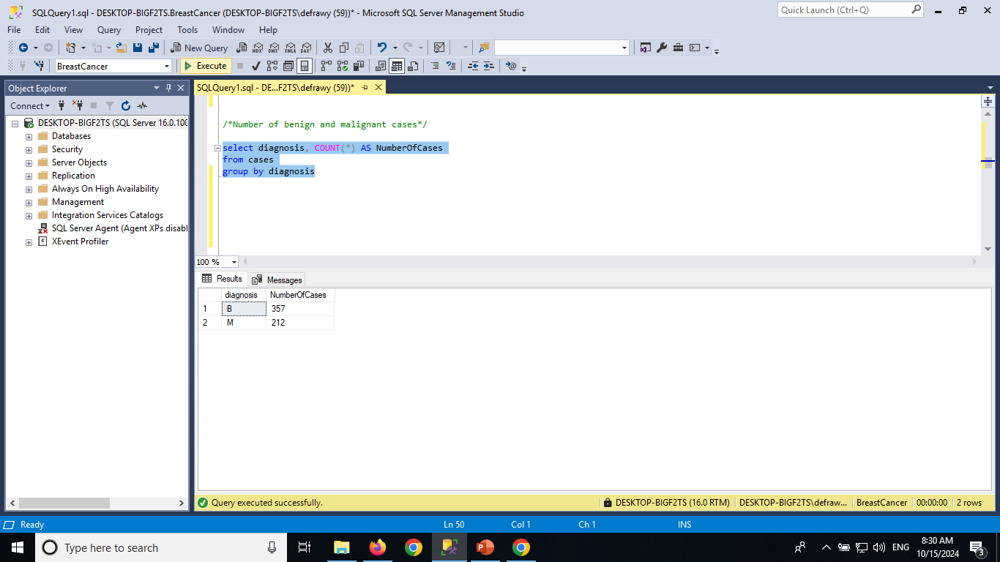 SQLQuery1.sql - DESKTOP-BIGF2TS.BreastCancer (DESKTOP-BIGF2TS\defrawy (59))* - Microsoft SQL Server Management Studio
Quick Launch (Ctrl+Q)
File Edit View Query Project Tools Window Help
New Query MDX DMX XMLA DAX
BreastCancer Execute
Object Explorer
SQLQuery1.sql - DE...F2TS\defrawy (59))*
Connect
DESKTOP-BIGF2TS (SQL Server 16.0.100
Databases
Security
Server Objects
Replication
Always On High Availability
Management
Integration Services Catalogs
SQL Server Agent (Agent XPs disabl
XEvent Profiler
/*Number of benign and malignant cases*/
select diagnosis, COUNT(*) AS NumberOfCases
from cases
group by diagnosis
100 %
Results Messages
diagnosis NumberOfCases
1 B 357
2 M 212
Query executed successfully.
DESKTOP-BIGF2TS (16.0 RTM) DESKTOP-BIGF2TS\defraw... BreastCancer 00:00:00 2 rows
Ready Ln 50 Col 1 Ch 1 INS
Type here to search
ENG
8:30 AM
10/15/2024
3